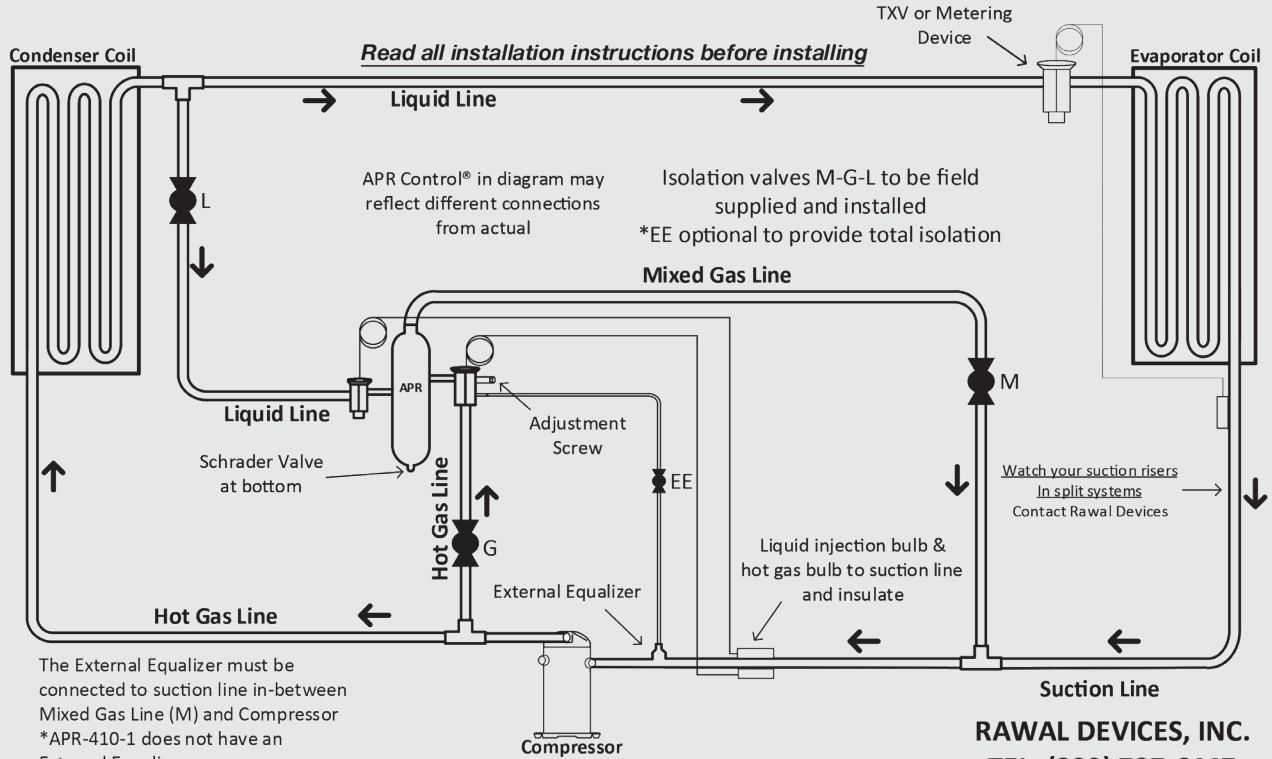 TXV or Metering
Device
Condenser Coil
Read all installation instructions before installing
Evaporator Coil
Liquid Line
L
APR Control® in diagram may
reflect different connections
from actual
Isolation valves M-G-L to be field
supplied and installed
*EE optional to provide total isolation
Mixed Gas Line
APR
M
Liquid Line
Adjustment
Screw
Schrader Valve
at bottom
Hot Gas Line
EE
Watch your suction risers
In split systems
Contact Rawal Devices
G
Liquid injection bulb &
hot gas bulb to suction line
and insulate
External Equalizer
Hot Gas Line
The External Equalizer must be
connected to suction line in-between
Mixed Gas Line (M) and Compressor
*APR-410-1 does not have an
Suction Line
Compressor
RAWAL DEVICES, INC.